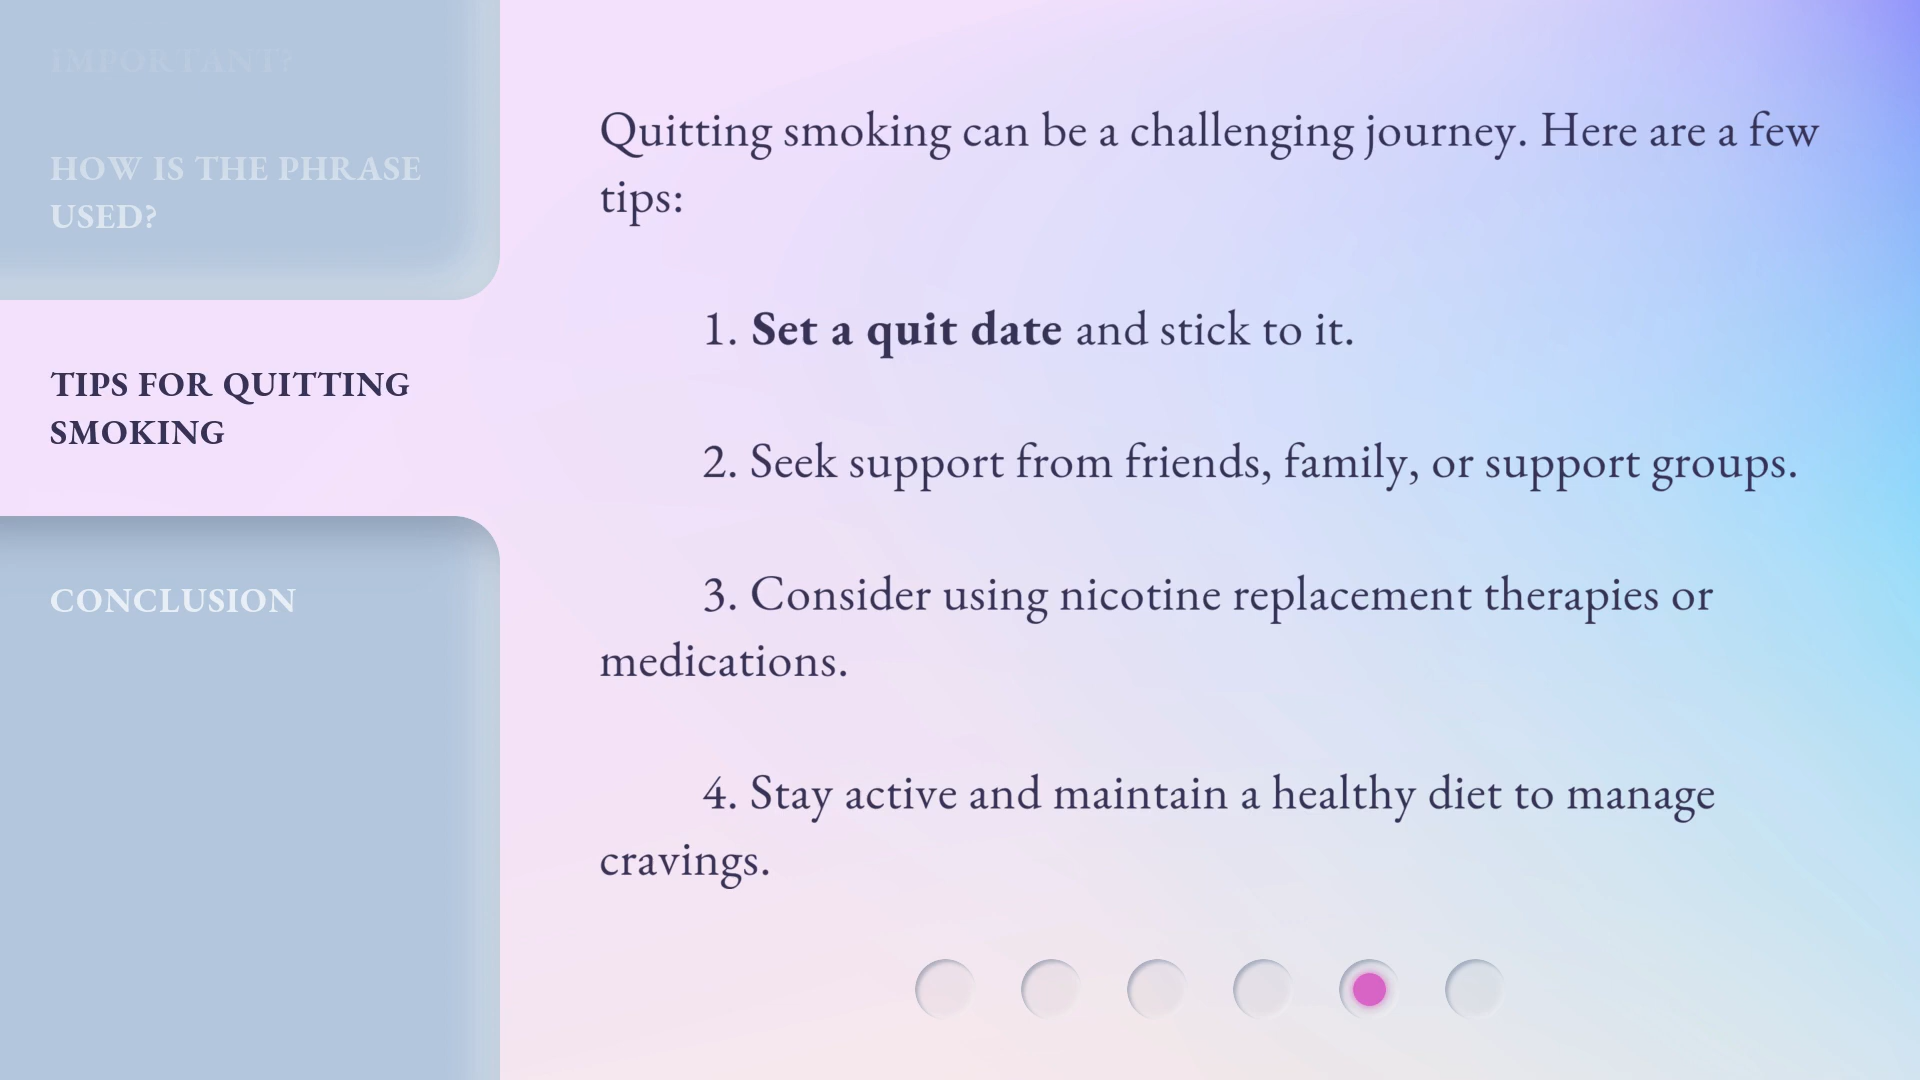 IMPORTANT?
HOW IS THE PHRASE
USED?
TIPS FOR QUITTING
SMOKING
CONCLUSION
Quitting smoking can be a challenging journey. Here are a few
tips:
1. Set a quit date and stick to it.
2. Seek support from friends, family, or support groups.
3. Consider using nicotine replacement therapies or
medications.
4. Stay active and maintain a healthy diet to manage
cravings.